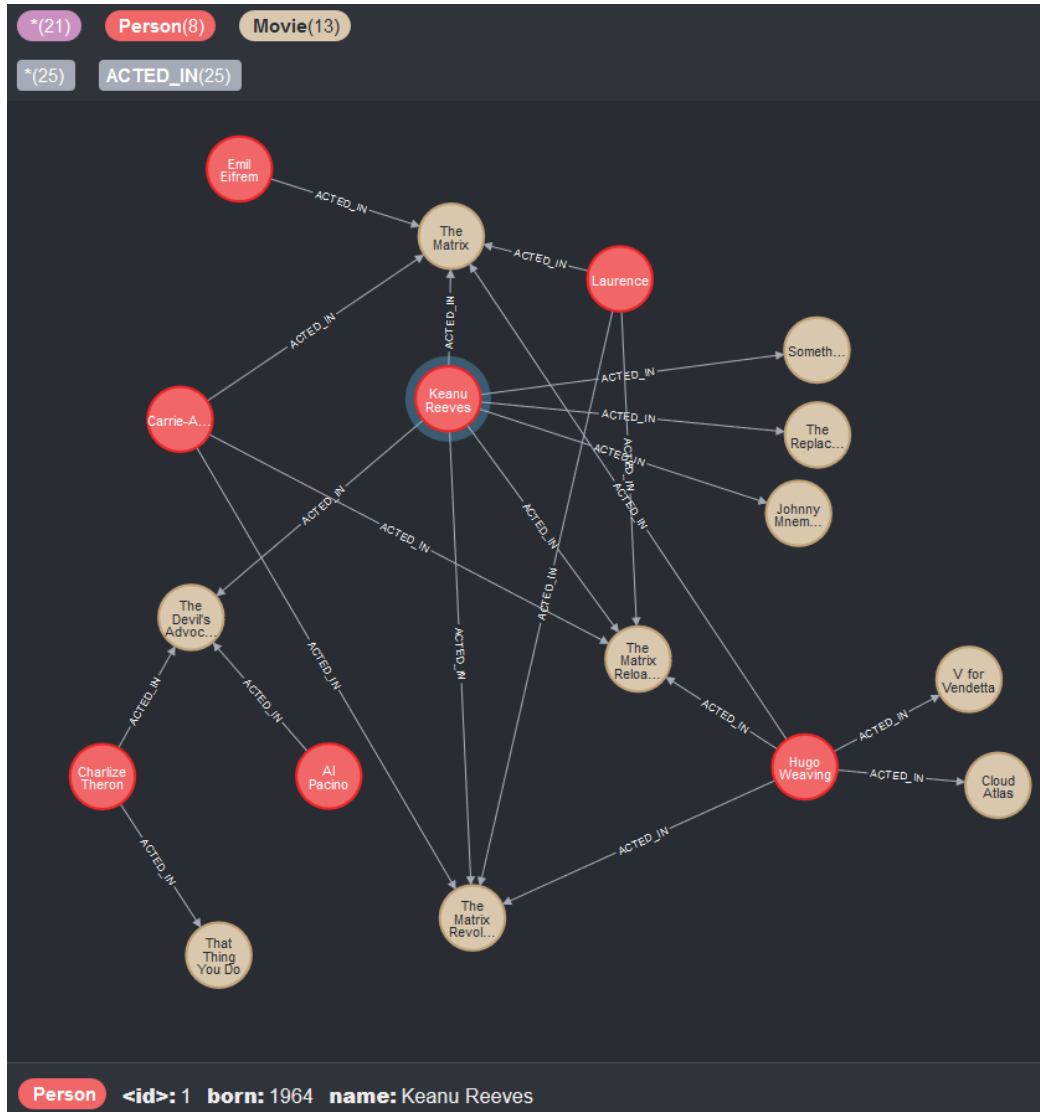 *(21) Person(8) Movie(13)
*(25) ACTED_IN(25)
Emil
Eifrem
ACTED_IN
The
Matrix
ACTED_IN
Laurence
ACTED_IN
ACTED_IN
Someth...
ACTED_IN
Keanu
Reeves
Carrie-A...
ACTED_IN
The
Replac...
ACTED_IN
ACTED_IN
ACTED_IN
Johnny
Mnem...
ACTED_IN
ACTED_IN
ACTED_IN
ACTED_IN
The
Devil's
Advoc...
ACTED_IN
ACTED_IN
ACTED_IN
The
Matrix
Reloa...
V for
Vendetta
ACTED_IN
ACTED_IN
ACTED_IN
ACTED_IN
Charlize
Theron
Al
Pacino
Hugo
Weaving
ACTED_IN
Cloud
Atlas
ACTED_IN
ACTED_IN
The
Matrix
Revol...
That
Thing
You Do
Person <id>: 1 born: 1964 name: Keanu Reeves